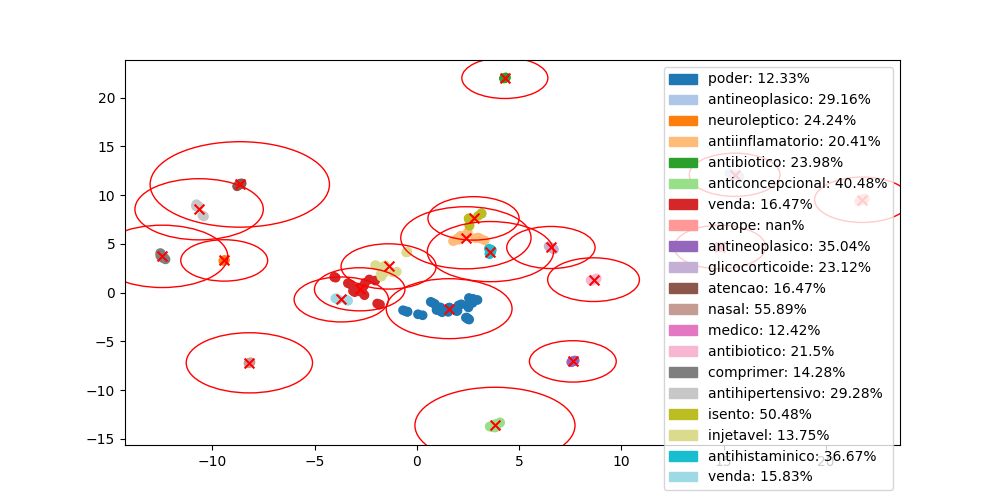 poder: 12.33%
antineoplasico: 29.16%
neuroleptico: 24.24%
antiinflamatorio: 20.41%
antibiotico: 23.98%
anticoncepcional: 40.48%
venda: 16.47%
xarope: nan%
antineoplasico: 35.04%
glicocorticoide: 23.12%
atencao: 16.47%
nasal: 55.89%
medico: 12.42%
antibiotico: 21.5%
comprimer: 14.28%
antihipertensivo: 29.28%
isento: 50.48%
injetavel: 13.75%
antihistaminico: 36.67%
venda: 15.83%
20
15
10
5
0
−5
−10
−15
−10 −5 0 5 10 15 20